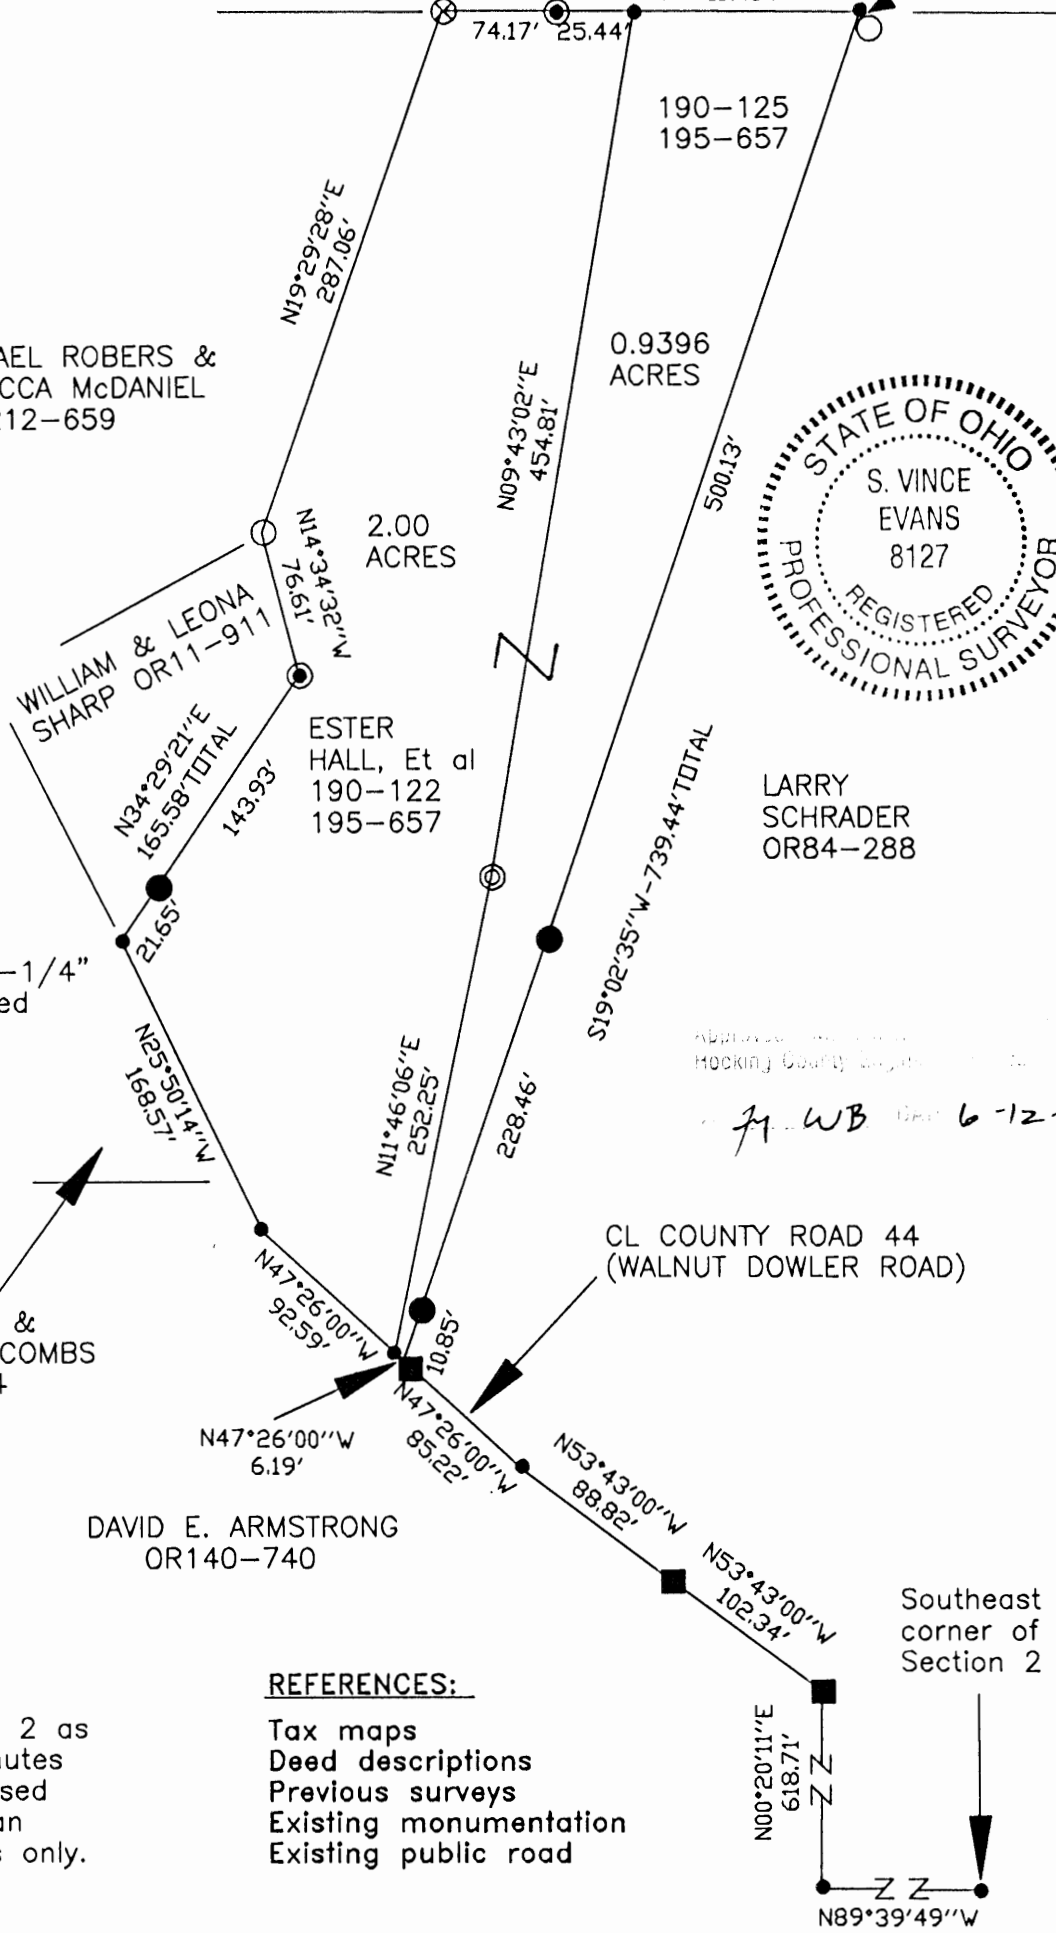 74.17' 25.44'
190-125
195-657
N19°29'28"E
287.06'
AEL ROBERS &
CCA McDANIEL
212-659
0.9396
ACRES
N09°43'02"E
454.81'
500.13'
STATE OF OHIO
S. VINCE
EVANS
8127
REGISTERED
PROFESSIONAL SURVEYOR
2.00
ACRES
N14°34'32"W
76.61'
WILLIAM & LEONA
SHARP OR11-911
N34°29'21"E
165.58'TOTAL
143.93'
21.65'
ESTER
HALL, Et al
190-122
195-657
LARRY
SCHRADER
OR84-288
S19°02'35"W-739.44'TOTAL
-1/4"
ed
N25°50'14"W
168.57'
N11°46'06"E
252.25'
228.46'
Hocking County
WB 6-12-
CL COUNTY ROAD 44
(WALNUT DOWLER ROAD)
&
COMBS
N47°26'00"W
92.59'
10.85'
N47°26'00"W
6.19'
N47°26'00"W
85.22'
N53°43'00"W
88.82'
N53°43'00"W
102.34'
DAVID E. ARMSTRONG
OR140-740
Southeast
corner of
Section 2
REFERENCES:
Tax maps
Deed descriptions
Previous surveys
Existing monumentation
Existing public road
2 as
utes
sed
an
s only.
N00°20'11"E
618.71'
N89°39'49"W